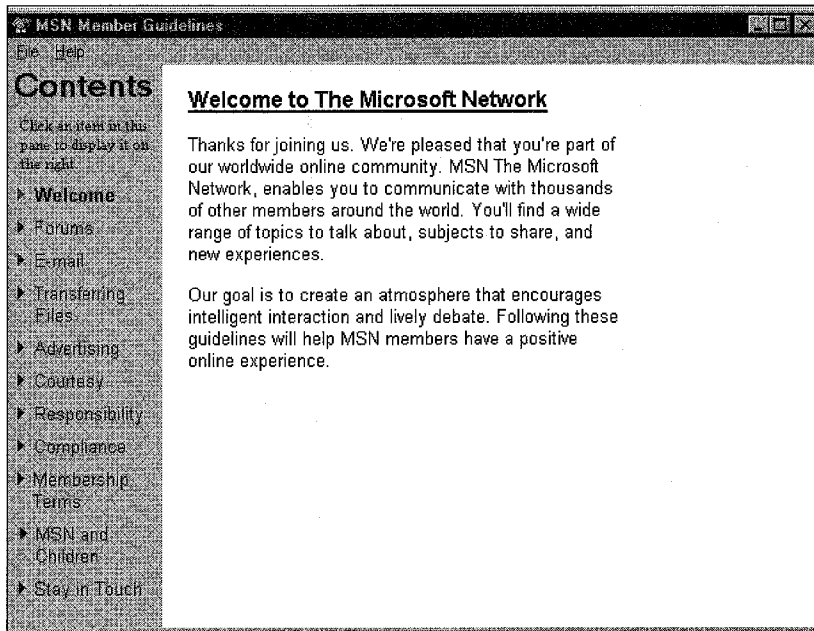 MSN Member Guidelines
File Help
Contents
Click an item in this
pane to display it on
the right.
Welcome
Forums
E-mail
Transferring
Files
Advertising
Courtesy
Responsibility
Compliance
Membership
Terms
MSN and
Children
Stay in Touch
Welcome to The Microsoft Network
Thanks for joining us. We're pleased that you're part of
our worldwide online community. MSN The Microsoft
Network, enables you to communicate with thousands
of other members around the world. You'll find a wide
range of topics to talk about, subjects to share, and
new experiences.
Our goal is to create an atmosphere that encourages
intelligent interaction and lively debate. Following these
guidelines will help MSN members have a positive
online experience.